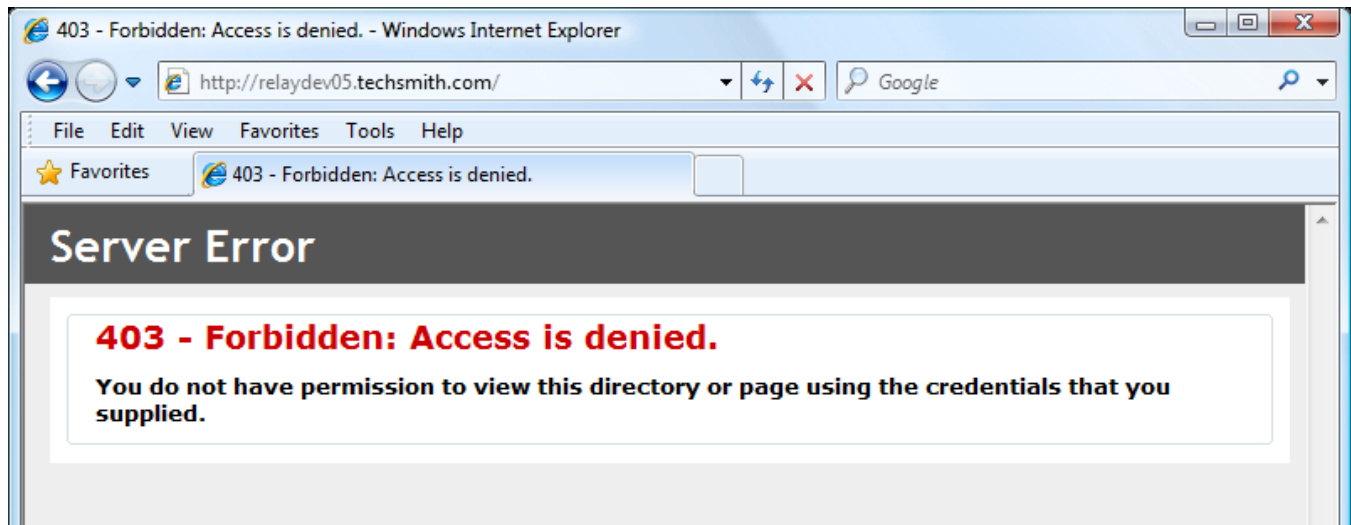 403 - Forbidden: Access is denied. - Windows Internet Explorer
http://relaydev05.techsmith.com/ Google
File Edit View Favorites Tools Help
Favorites 403 - Forbidden: Access is denied.
Server Error
403 - Forbidden: Access is denied.
You do not have permission to view this directory or page using the credentials that you
supplied.